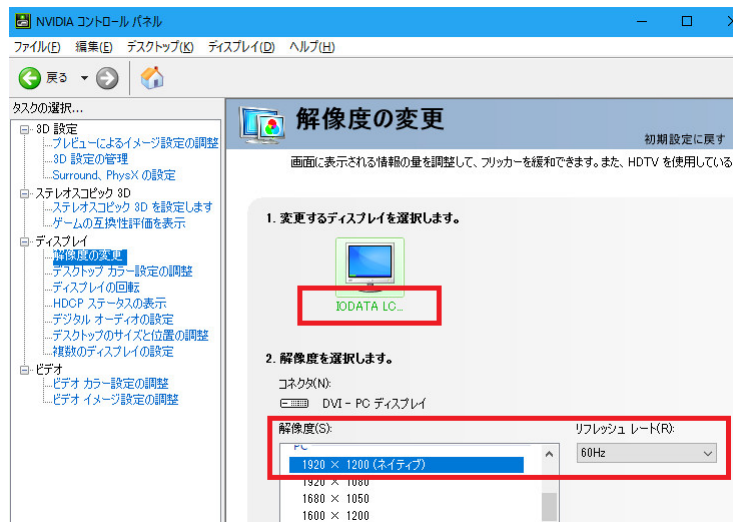 NVIDIA コントロール パネル
ファイル(F) 編集(E) デスクトップ(K) ディスプレイ(D) ヘルプ(H)
戻る
タスクの選択...
3D 設定
プレビューによるイメージ設定の調整
3D 設定の管理
Surround、PhysX の設定
ステレオスコピック 3D
ステレオスコピック 3D を設定します
ゲームの互換性評価を表示
ディスプレイ
解像度の変更
デスクトップ カラー設定の調整
ディスプレイの回転
HDCP ステータスの表示
デジタル オーディオの設定
デスクトップのサイズと位置の調整
複数のディスプレイの設定
ビデオ
ビデオ カラー設定の調整
ビデオ イメージ設定の調整
解像度の変更
初期設定に戻す
画面に表示される情報の量を調整して、フリッカーを緩和できます。また、HDTV を使用している
1. 変更するディスプレイを選択します。
IODATA LC...
2. 解像度を選択します。
コネクタ(N):
DVI - PC ディスプレイ
解像度(S):
リフレッシュ レート(R):
PC
1920 × 1200 (ネイティブ)
60Hz
1920 × 1080
1680 × 1050
1600 × 1200